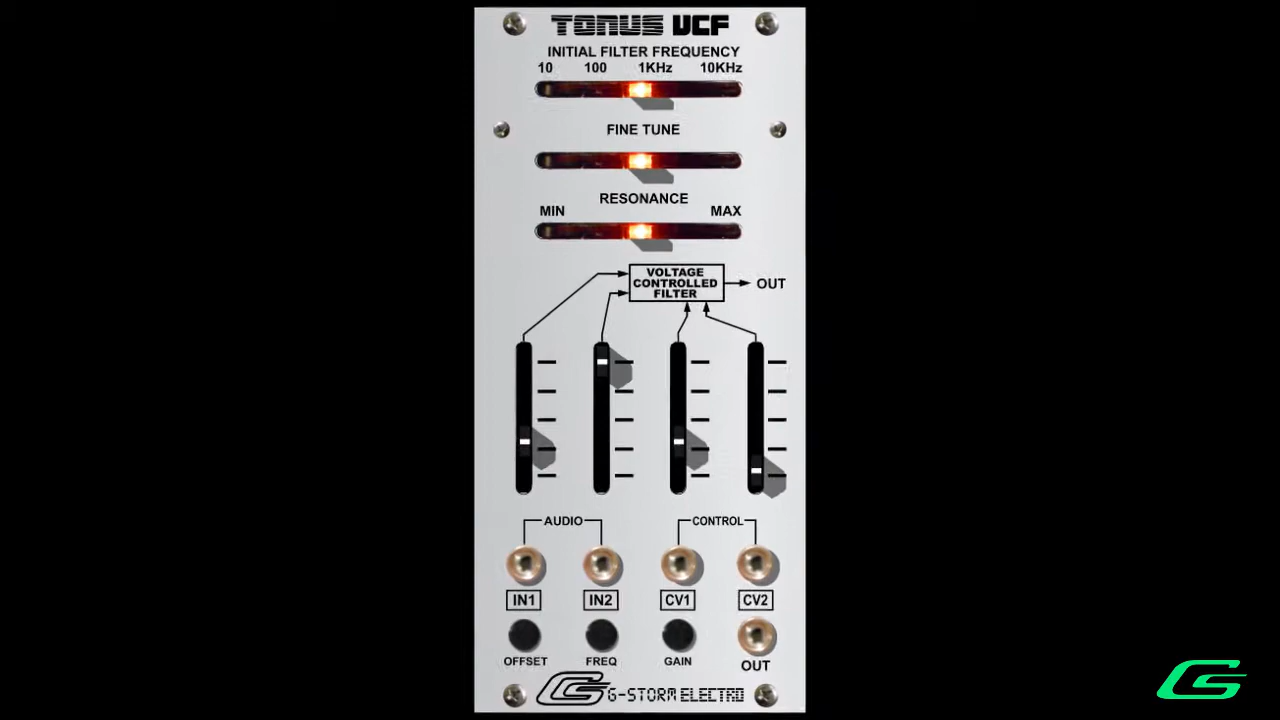 TONUS VCF
INITIAL FILTER FREQUENCY
10 100 1KHz 10KHz
FINE TUNE
RESONANCE
MIN MAX
VOLTAGE
CONTROLLED
FILTER
OUT
AUDIO CONTROL
IN1 IN2 CV1 CV2
OFFSET FREQ GAIN OUT
G-STORM ELECTRO